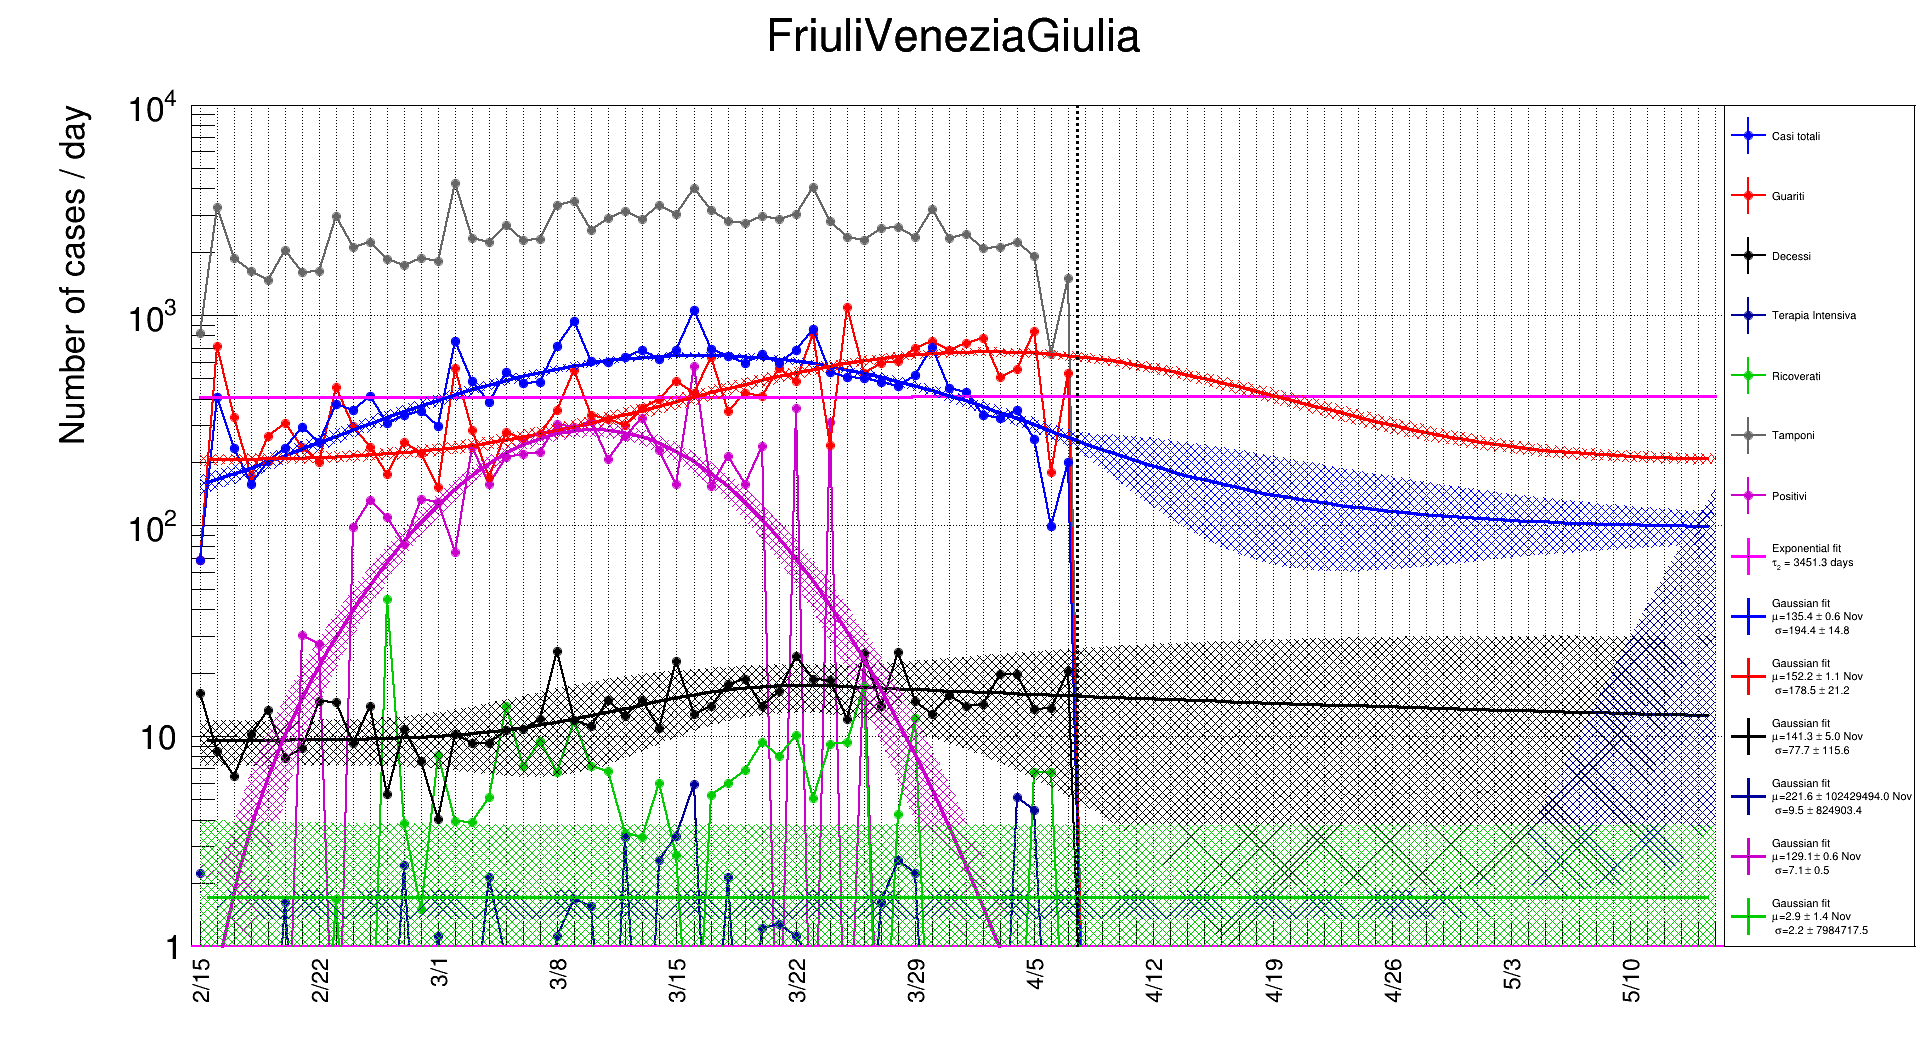 FriuliVeneziaGiulia
Number of cases / day
10^4
10^3
10^2
10
1
2/15
2/22
3/1
3/8
3/15
3/22
3/29
4/5
4/12
4/19
4/26
5/3
5/10
Casi totali
Guariti
Decessi
Terapia Intensiva
Ricoverati
Tamponi
Positivi
Exponential fit
τ₂ = 3451.3 days
Gaussian fit
μ=135.4 ± 0.6 Nov
σ=194.4 ± 14.8
Gaussian fit
μ=152.2 ± 1.1 Nov
σ=178.5 ± 21.2
Gaussian fit
μ=141.3 ± 5.0 Nov
σ=77.7 ± 115.6
Gaussian fit
μ=221.6 ± 102429494.0 Nov
σ=9.5 ± 824903.4
Gaussian fit
μ=129.1 ± 0.6 Nov
σ=7.1 ± 0.5
Gaussian fit
μ=2.9 ± 1.4 Nov
σ=2.2 ± 7984717.5